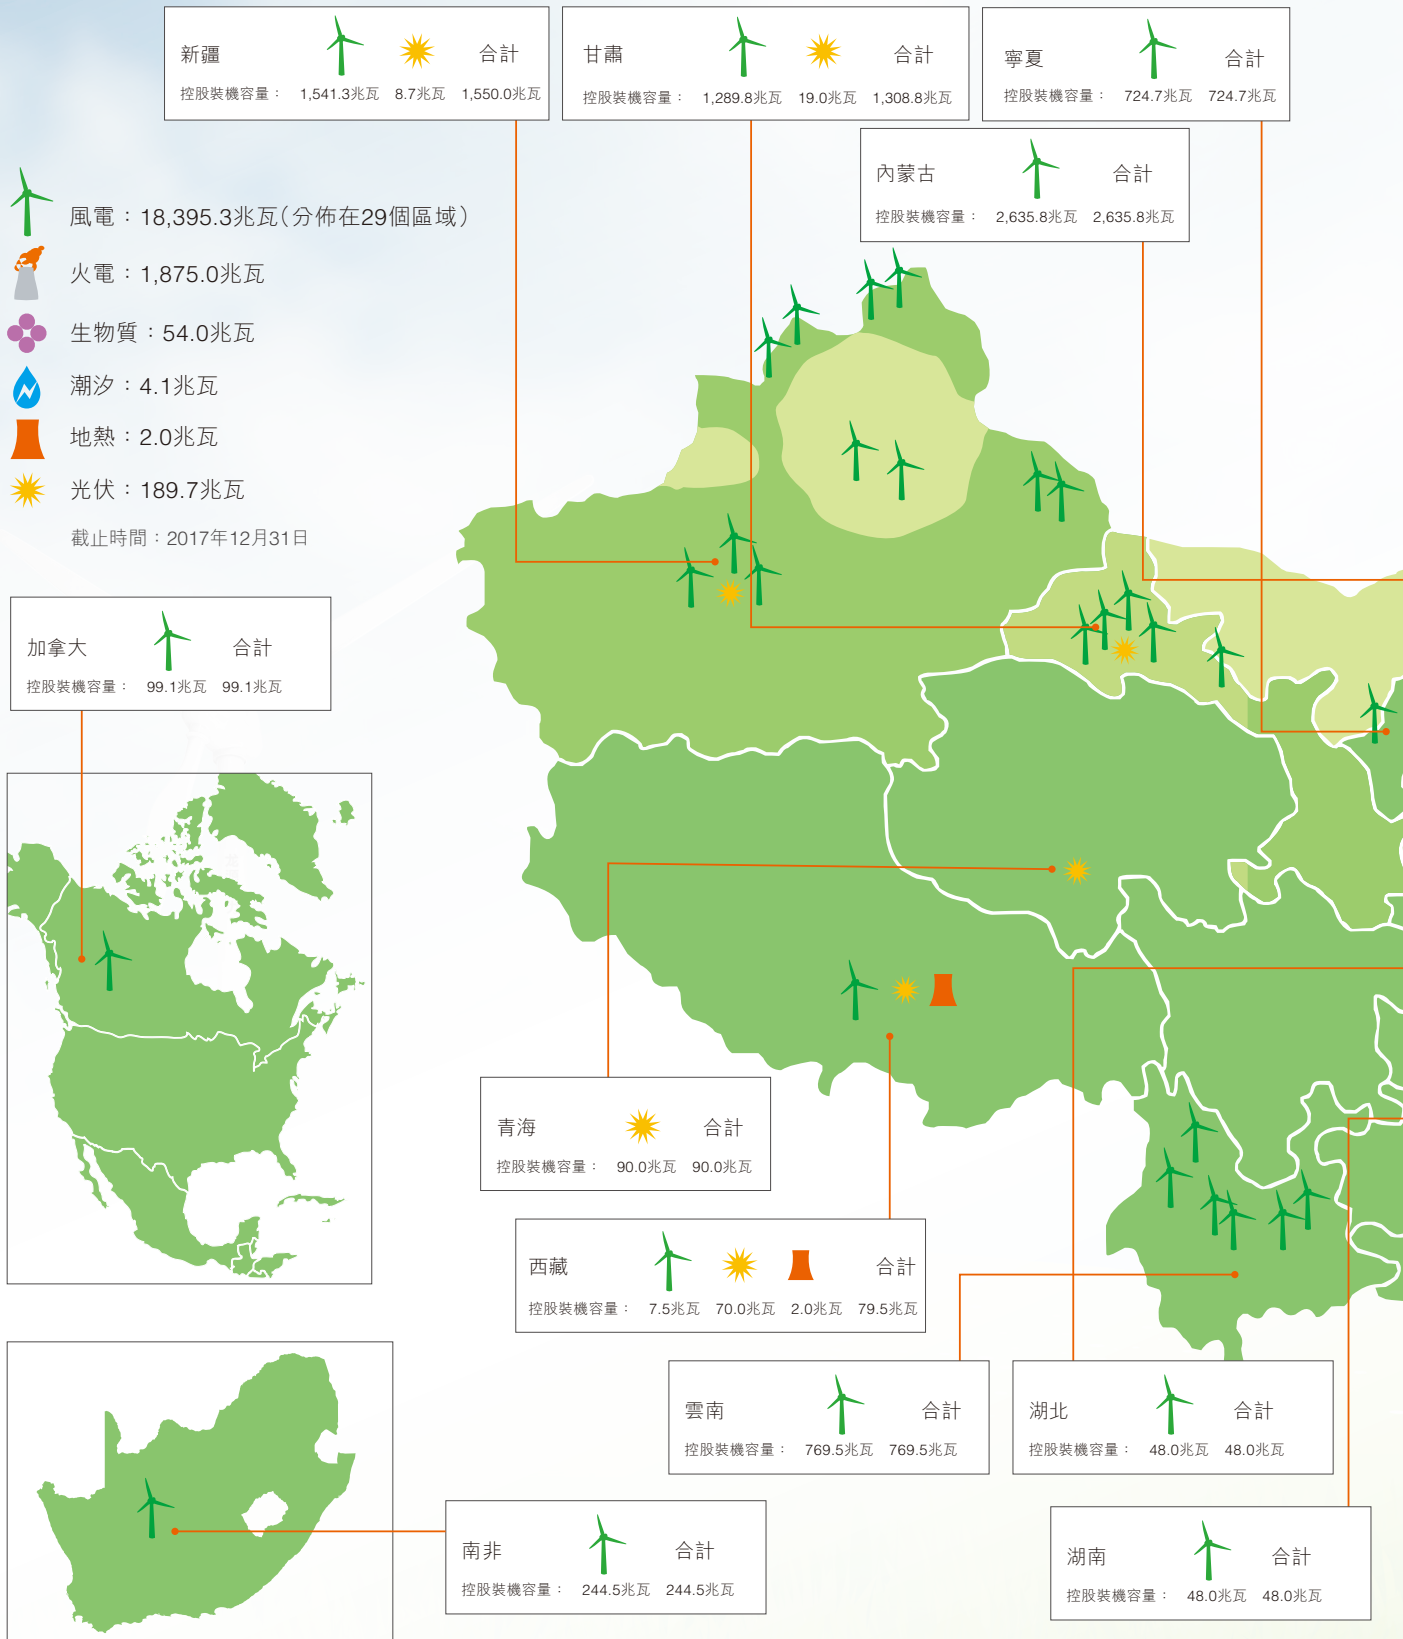 新疆 合計
控股裝機容量： 1,541.3兆瓦 8.7兆瓦 1,550.0兆瓦
甘肅 合計
控股裝機容量： 1,289.8兆瓦 19.0兆瓦 1,308.8兆瓦
寧夏 合計
控股裝機容量： 724.7兆瓦 724.7兆瓦
內蒙古 合計
控股裝機容量： 2,635.8兆瓦 2,635.8兆瓦
風電：18,395.3兆瓦（分佈在29個區域）
火電：1,875.0兆瓦
生物質：54.0兆瓦
潮汐：4.1兆瓦
地熱：2.0兆瓦
光伏：189.7兆瓦
截止時間：2017年12月31日
加拿大 合計
控股裝機容量： 99.1兆瓦 99.1兆瓦
青海 合計
控股裝機容量： 90.0兆瓦 90.0兆瓦
西藏 合計
控股裝機容量： 7.5兆瓦 70.0兆瓦 2.0兆瓦 79.5兆瓦
雲南 合計
控股裝機容量： 769.5兆瓦 769.5兆瓦
湖北 合計
控股裝機容量： 48.0兆瓦 48.0兆瓦
南非 合計
控股裝機容量： 244.5兆瓦 244.5兆瓦
湖南 合計
控股裝機容量： 48.0兆瓦 48.0兆瓦